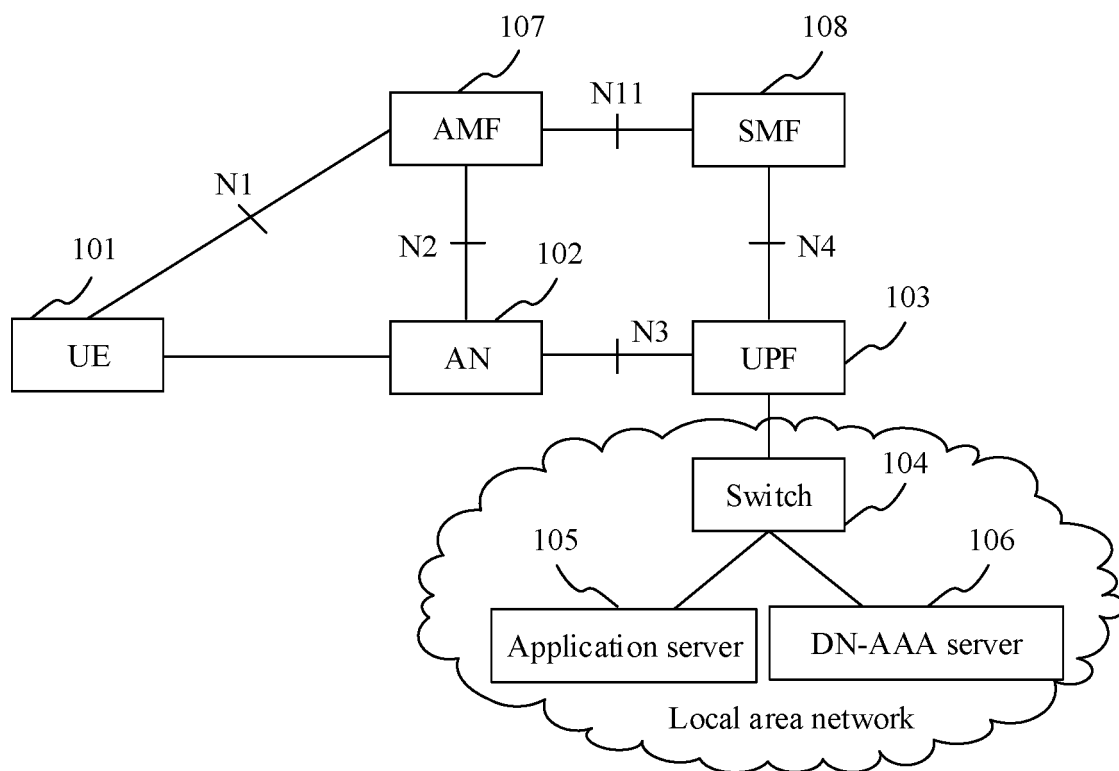 107
108
AMF
N11
SMF
N1
101
N2
102
N4
103
UE
AN
N3
UPF
Switch
104
105
106
Application server
DN-AAA server
Local area network